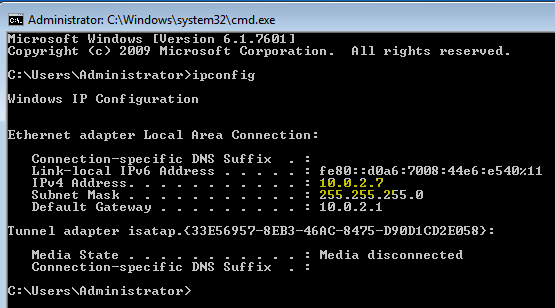 Administrator: C:\Windows\system32\cmd.exe
Microsoft Windows [Version 6.1.7601]
Copyright (c) 2009 Microsoft Corporation.  All rights reserved.
C:\Users\Administrator>ipconfig
Windows IP Configuration
Ethernet adapter Local Area Connection:
   Connection-specific DNS Suffix  . :
   Link-local IPv6 Address . . . . . : fe80::d0a6:7008:44e6:e540%11
   IPv4 Address. . . . . . . . . . . : 10.0.2.7
   Subnet Mask . . . . . . . . . . . : 255.255.255.0
   Default Gateway . . . . . . . . . : 10.0.2.1
Tunnel adapter isatap.{33E56957-8EB3-46AC-8475-D90D1CD2E058}:
   Media State . . . . . . . . . . . : Media disconnected
   Connection-specific DNS Suffix  . :
C:\Users\Administrator>